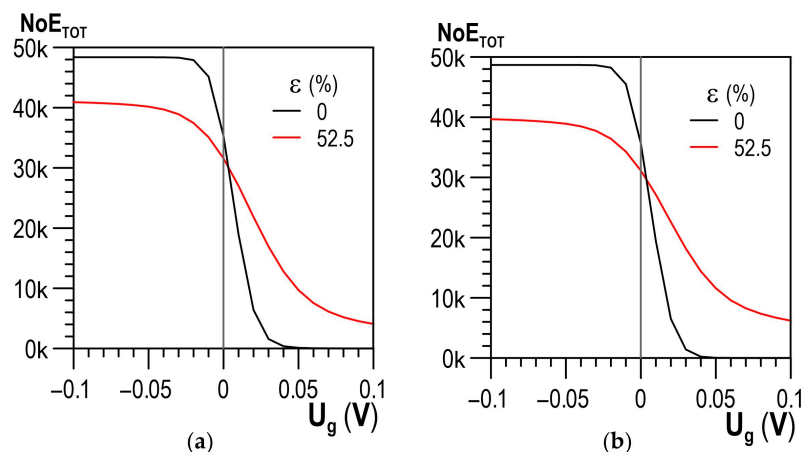 NoE_TOT
50k
40k
30k
20k
10k
0k
ε (%)
0
52.5
−0.1
−0.05
0
0.05
0.1
U_g (V)
(a)
NoE_TOT
50k
40k
30k
20k
10k
0k
ε (%)
0
52.5
−0.1
−0.05
0
0.05
0.1
U_g (V)
(b)